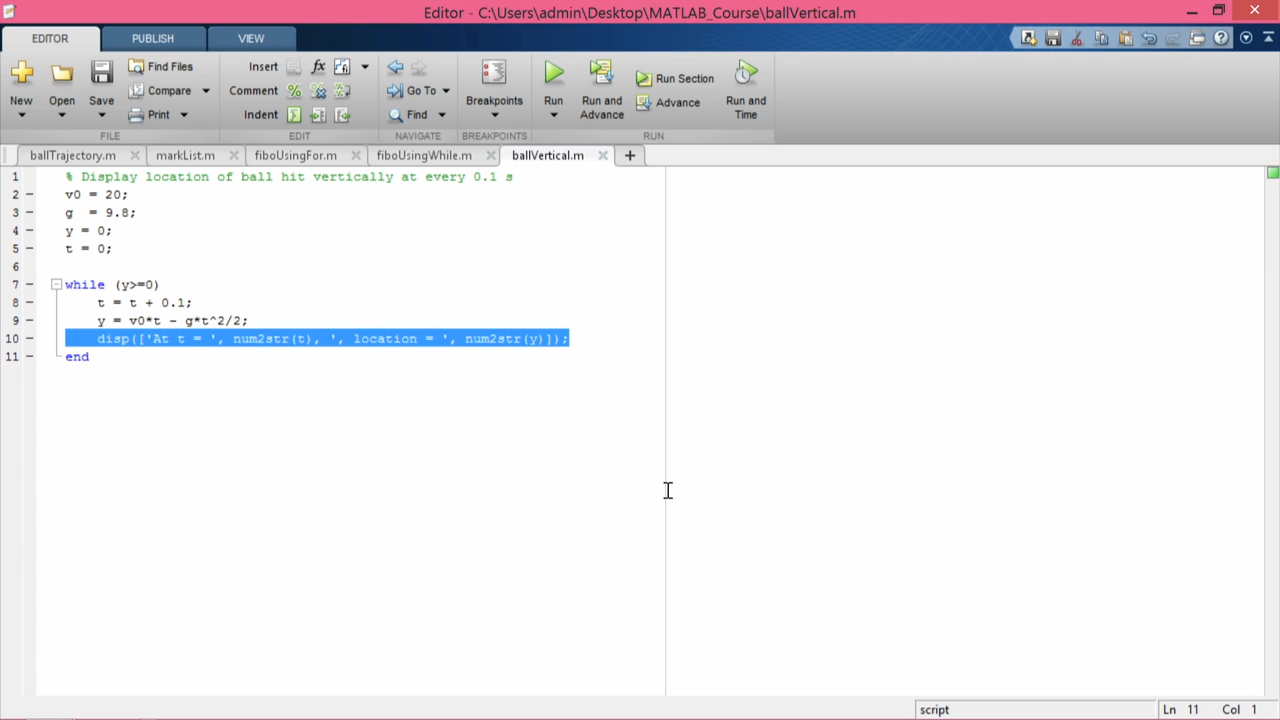 Editor - C:\Users\admin\Desktop\MATLAB_Course\ballVertical.m
EDITOR PUBLISH VIEW
New Open Save Find Files Compare Print FILE
Insert fx Comment % Indent EDIT
Go To Find NAVIGATE
Breakpoints BREAKPOINTS
Run Run and Advance Run Section Advance Run and Time RUN
ballTrajectory.m markList.m fiboUsingFor.m fiboUsingWhile.m ballVertical.m
1 % Display location of ball hit vertically at every 0.1 s
2 v0 = 20;
3 g  = 9.8;
4 y = 0;
5 t = 0;
6
7 while (y>=0)
8 t = t + 0.1;
9 y = v0*t - g*t^2/2;
10 disp(['At t = ', num2str(t), ', location = ', num2str(y)]);
11 end
script Ln 11 Col 1